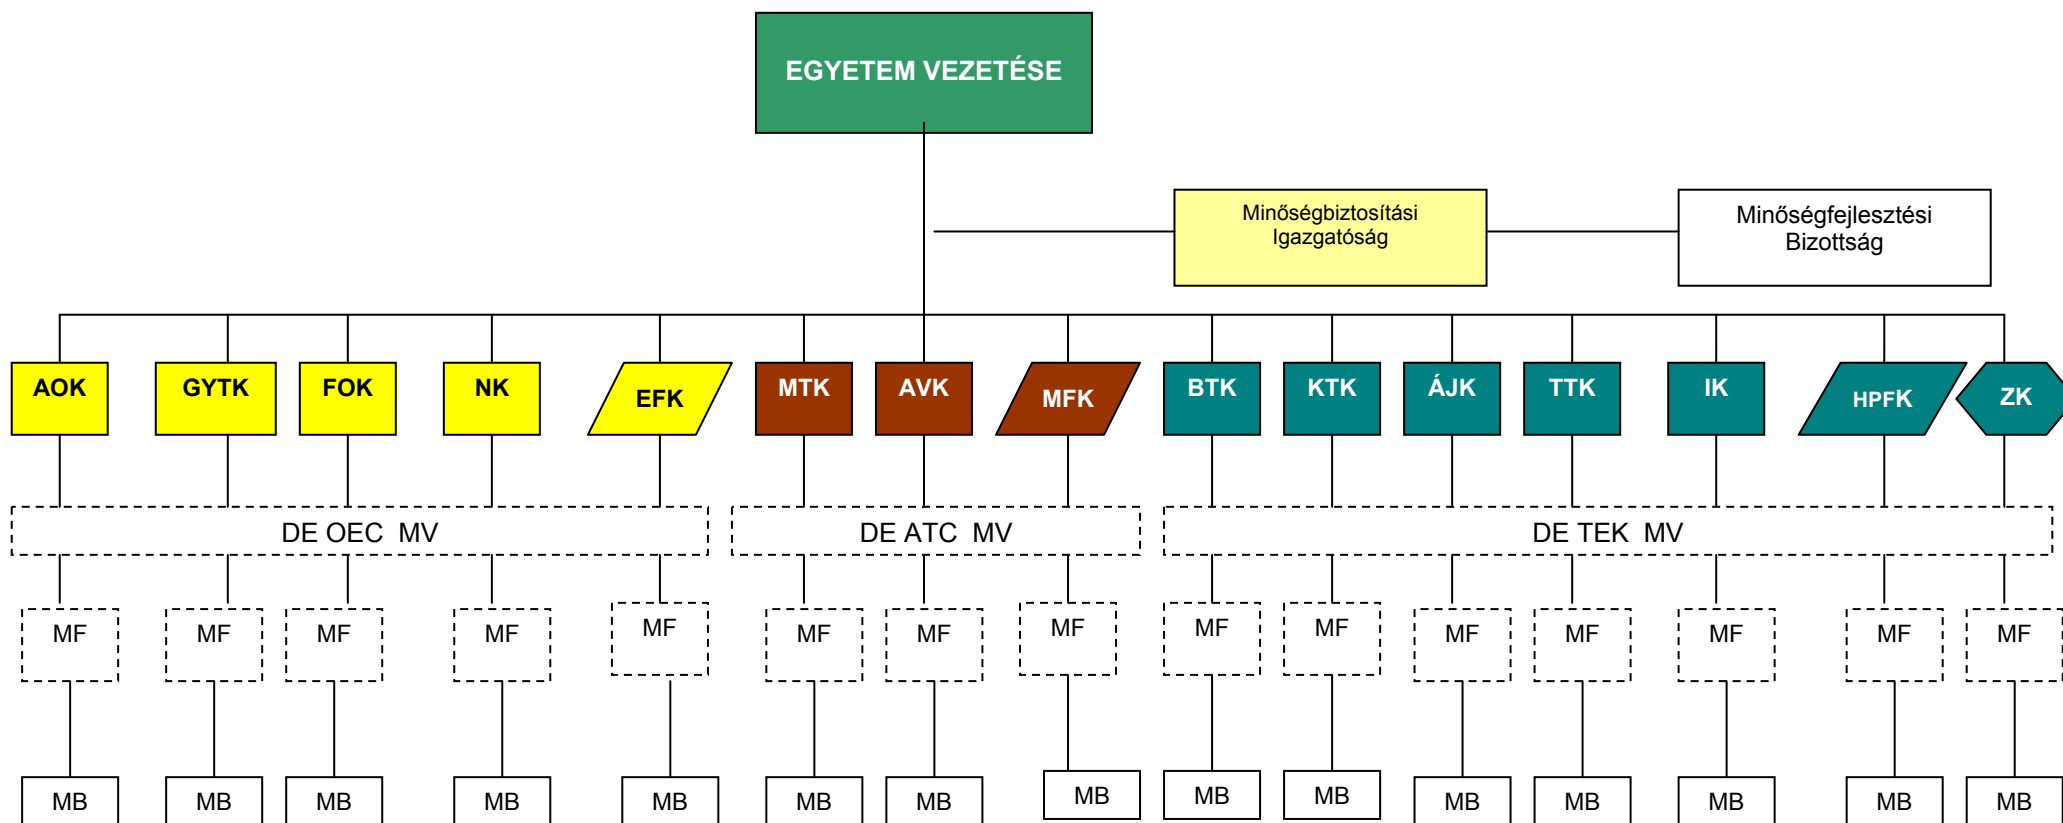 EGYETEM VEZETÉSE
Minőségbiztosítási
Igazgatóság
Minőségfejlesztési
Bizottság
AOK GYTK FOK NK EFK MTK AVK MFK BTK KTK ÁJK TTK IK HPFK ZK
DE OEC MV DE ATC MV DE TEK MV
MF MF MF MF MF MF MF MF MF MF MF MF MF MF MF
MB MB MB MB MB MB MB MB MB MB MB MB MB MB MB